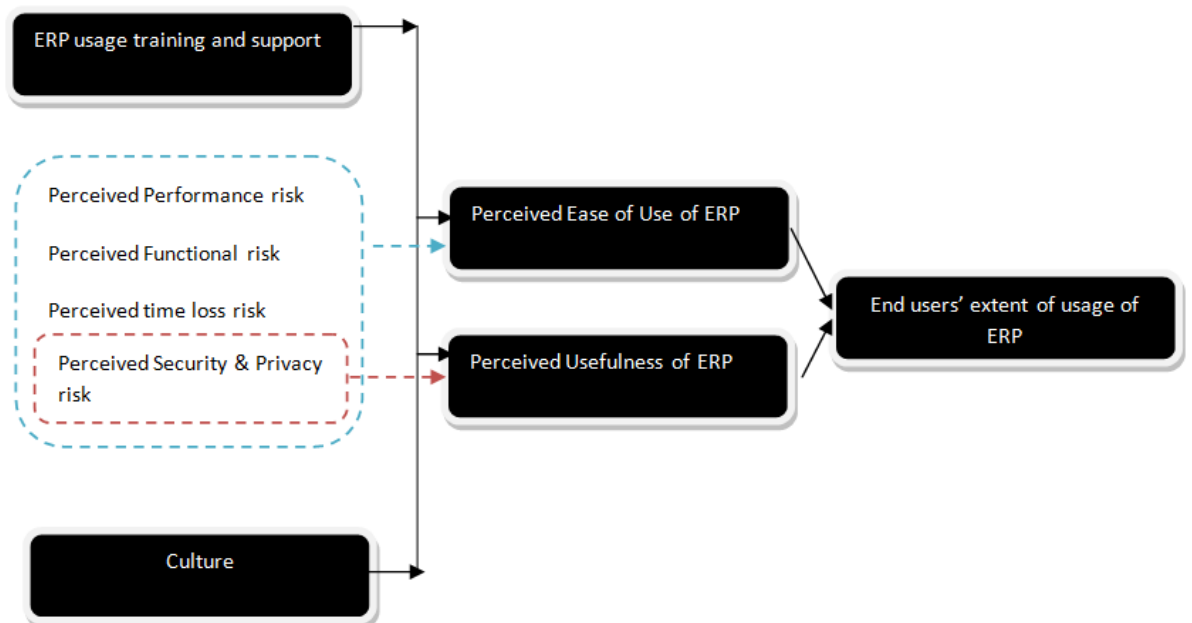 ERP usage training and support
Perceived Performance risk
Perceived Functional risk
Perceived time loss risk
Perceived Security & Privacy
risk
Culture
Perceived Ease of Use of ERP
Perceived Usefulness of ERP
End users’ extent of usage of
ERP